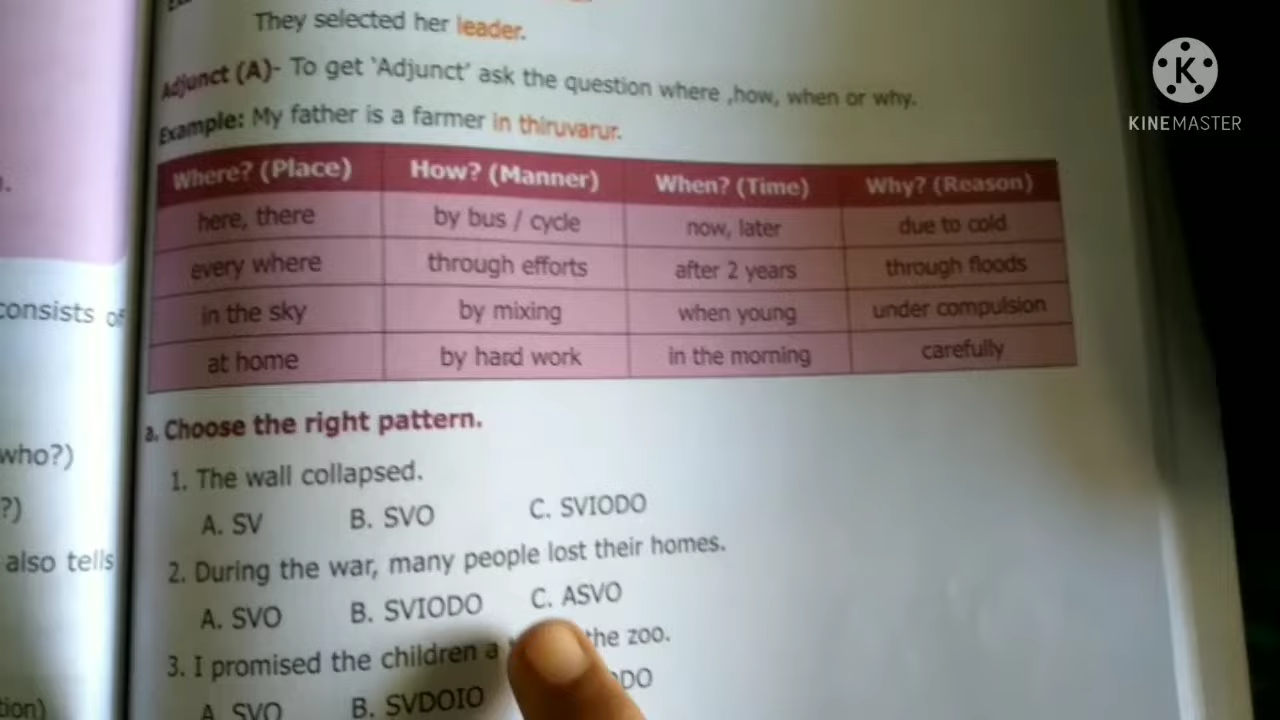 They selected her leader.
Adjunct (A)- To get 'Adjunct' ask the question where ,how, when or why.
Example: My father is a farmer in thiruvarur.
Where? (Place) How? (Manner) When? (Time) Why? (Reason)
here, there by bus / cycle now, later due to cold
every where through efforts after 2 years through floods
in the sky by mixing when young under compulsion
at home by hard work in the morning carefully
a. Choose the right pattern.
1. The wall collapsed.
A. SV B. SVO C. SVIODO
2. During the war, many people lost their homes.
A. SVO B. SVIODO C. ASVO
3. I promised the children a the zoo.
A. SVO B. SVDOIO
consists of
who?)
?)
also tells
tion)
KINEMASTER